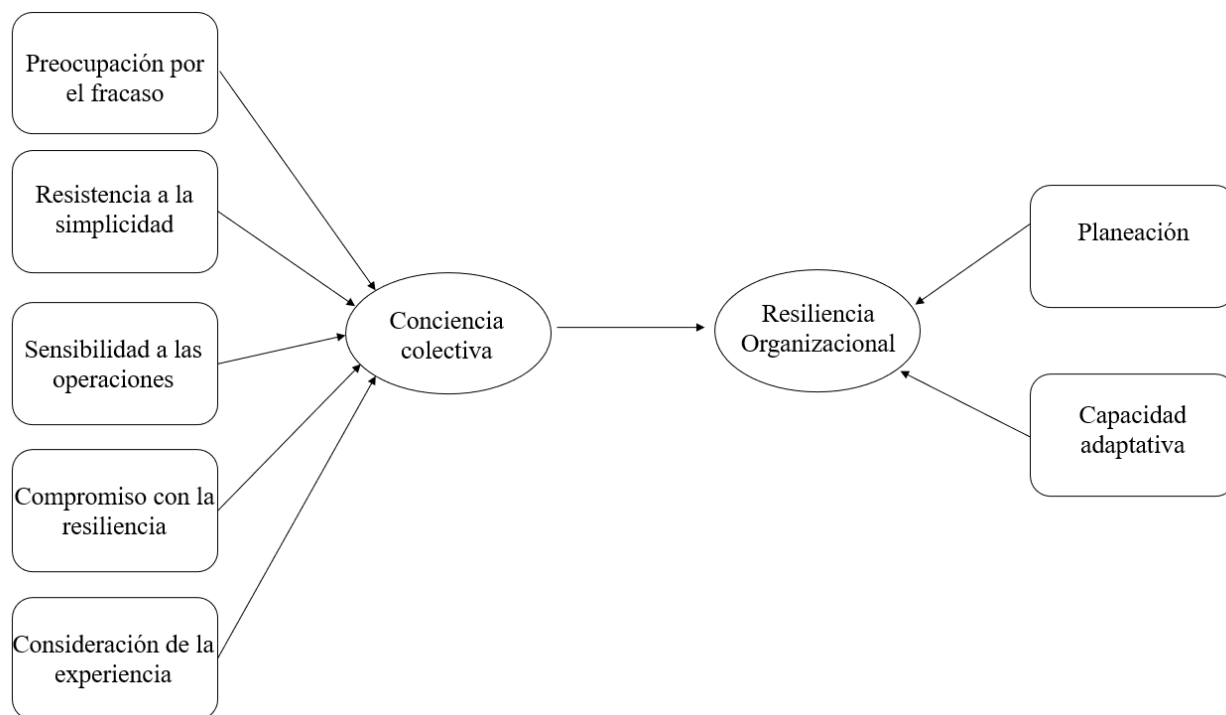 Preocupación por
el fracaso
Resistencia a la
simplicidad
Sensibilidad a las
operaciones
Compromiso con la
resiliencia
Consideración de la
experiencia
Conciencia
colectiva
Resiliencia
Organizacional
Planeación
Capacidad
adaptativa